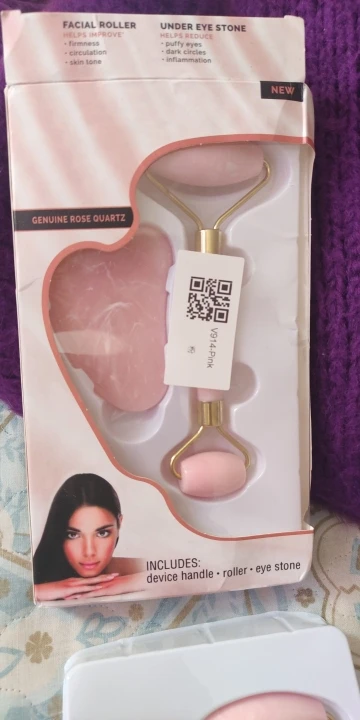 FACIAL ROLLER
HELPS IMPROVE
- firmness
- circulation
- skin tone
UNDER EYE STONE
HELPS REDUCE
- puffy eyes
- dark circles
- inflammation
NEW
GENUINE ROSE QUARTZ
V914-Pink
INCLUDES:
device handle • roller • eye stone